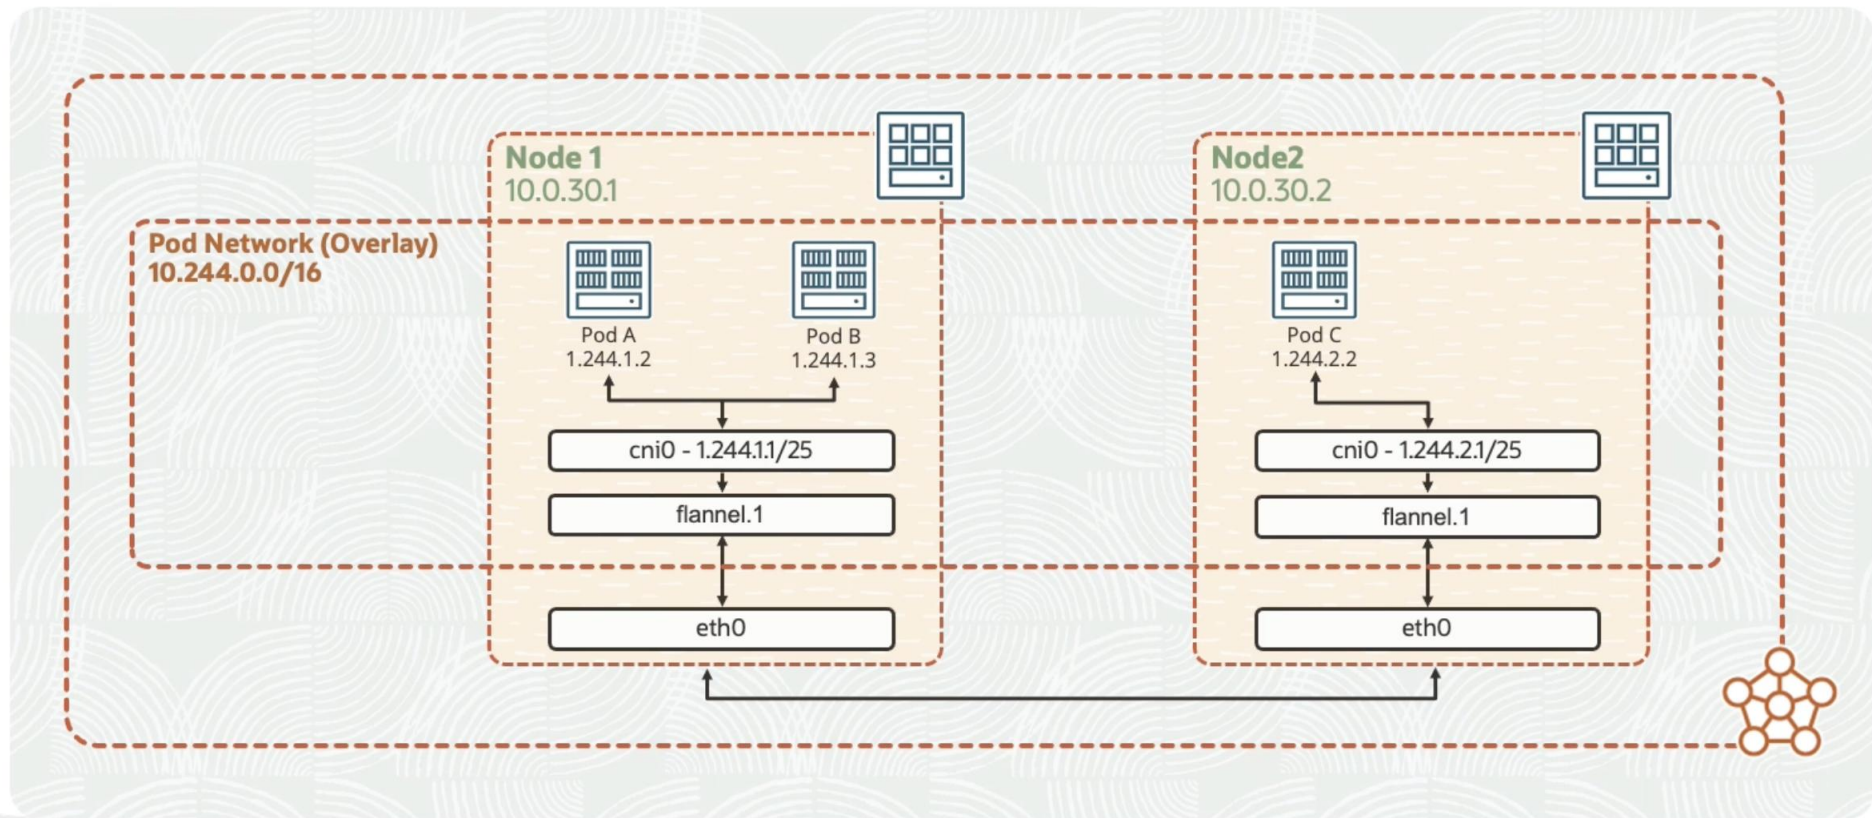 Node 1
10.0.30.1
Node2
10.0.30.2
Pod Network (Overlay)
10.244.0.0/16
Pod A
1.244.1.2
Pod B
1.244.1.3
Pod C
1.244.2.2
cni0 - 1.244.1.1/25
cni0 - 1.244.2.1/25
flannel.1
flannel.1
eth0
eth0